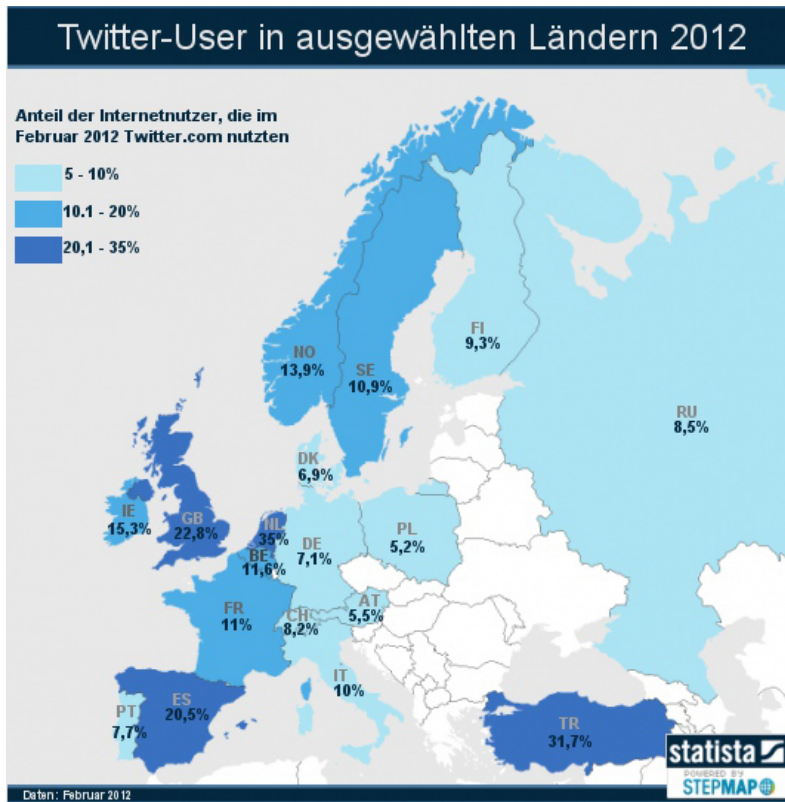 Twitter-User in ausgewählten Ländern 2012
Anteil der Internetnutzer, die im
Februar 2012 Twitter.com nutzten
5 - 10%
10.1 - 20%
20,1 - 35%
NO
13,9%
SE
10,9%
FI
9,3%
RU
8,5%
DK
6,9%
IE
15,3%
GB
22,8%
NL
35%
BE
11,6%
DE
7,1%
PL
5,2%
FR
11%
CH
8,2%
AT
5,5%
IT
10%
PT
7,7%
ES
20,5%
TR
31,7%
statista
POWERED BY
STEPMAP
Daten: Februar 2012